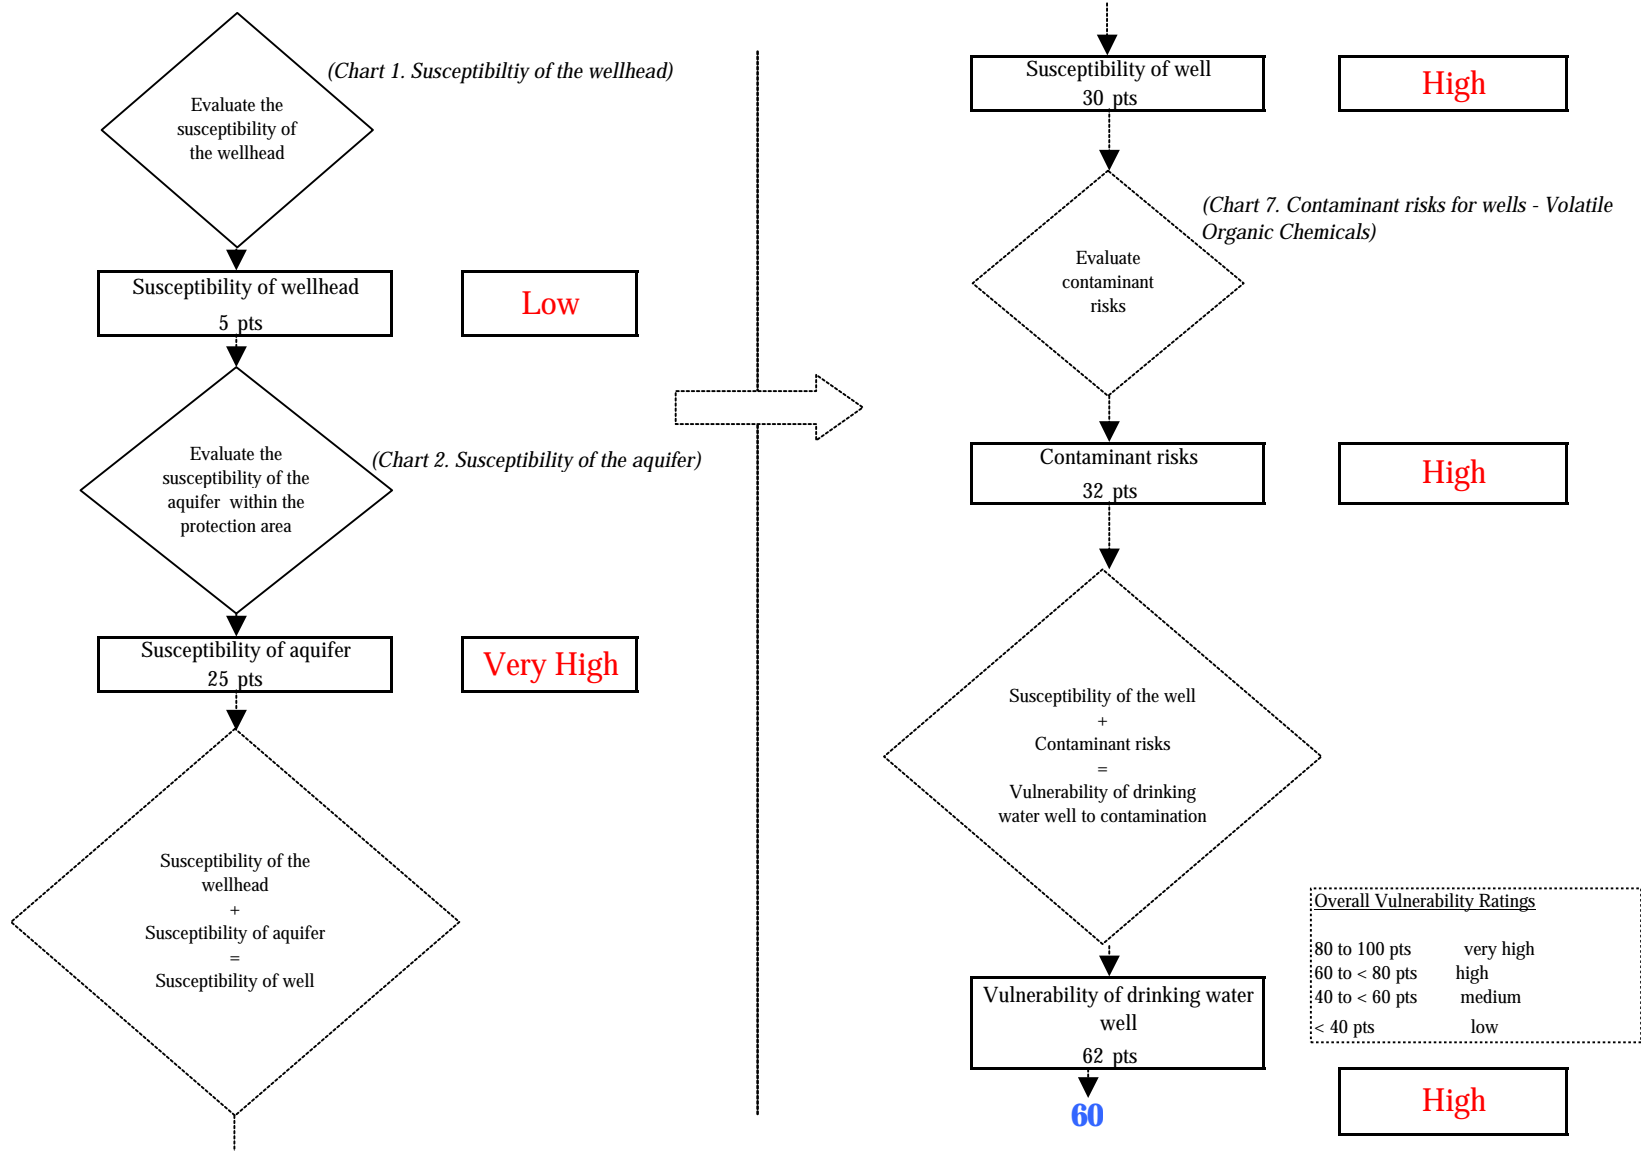 (Chart 1. Susceptibiltiy of the wellhead)
Evaluate the
susceptibility of
the wellhead
Susceptibility of wellhead
5 pts
Low
Evaluate the
susceptibility of the
aquifer within the
protection area
(Chart 2. Susceptibility of the aquifer)
Susceptibility of aquifer
25 pts
Very High
Susceptibility of the
wellhead
+
Susceptibility of aquifer
=
Susceptibility of well
Susceptibility of well
30 pts
High
(Chart 7. Contaminant risks for wells - Volatile
Organic Chemicals)
Evaluate
contaminant
risks
Contaminant risks
32 pts
High
Susceptibility of the well
+
Contaminant risks
=
Vulnerability of drinking
water well to contamination
Overall Vulnerability Ratings
80 to 100 pts very high
60 to < 80 pts high
40 to < 60 pts medium
< 40 pts low
Vulnerability of drinking water
well
62 pts
60
High